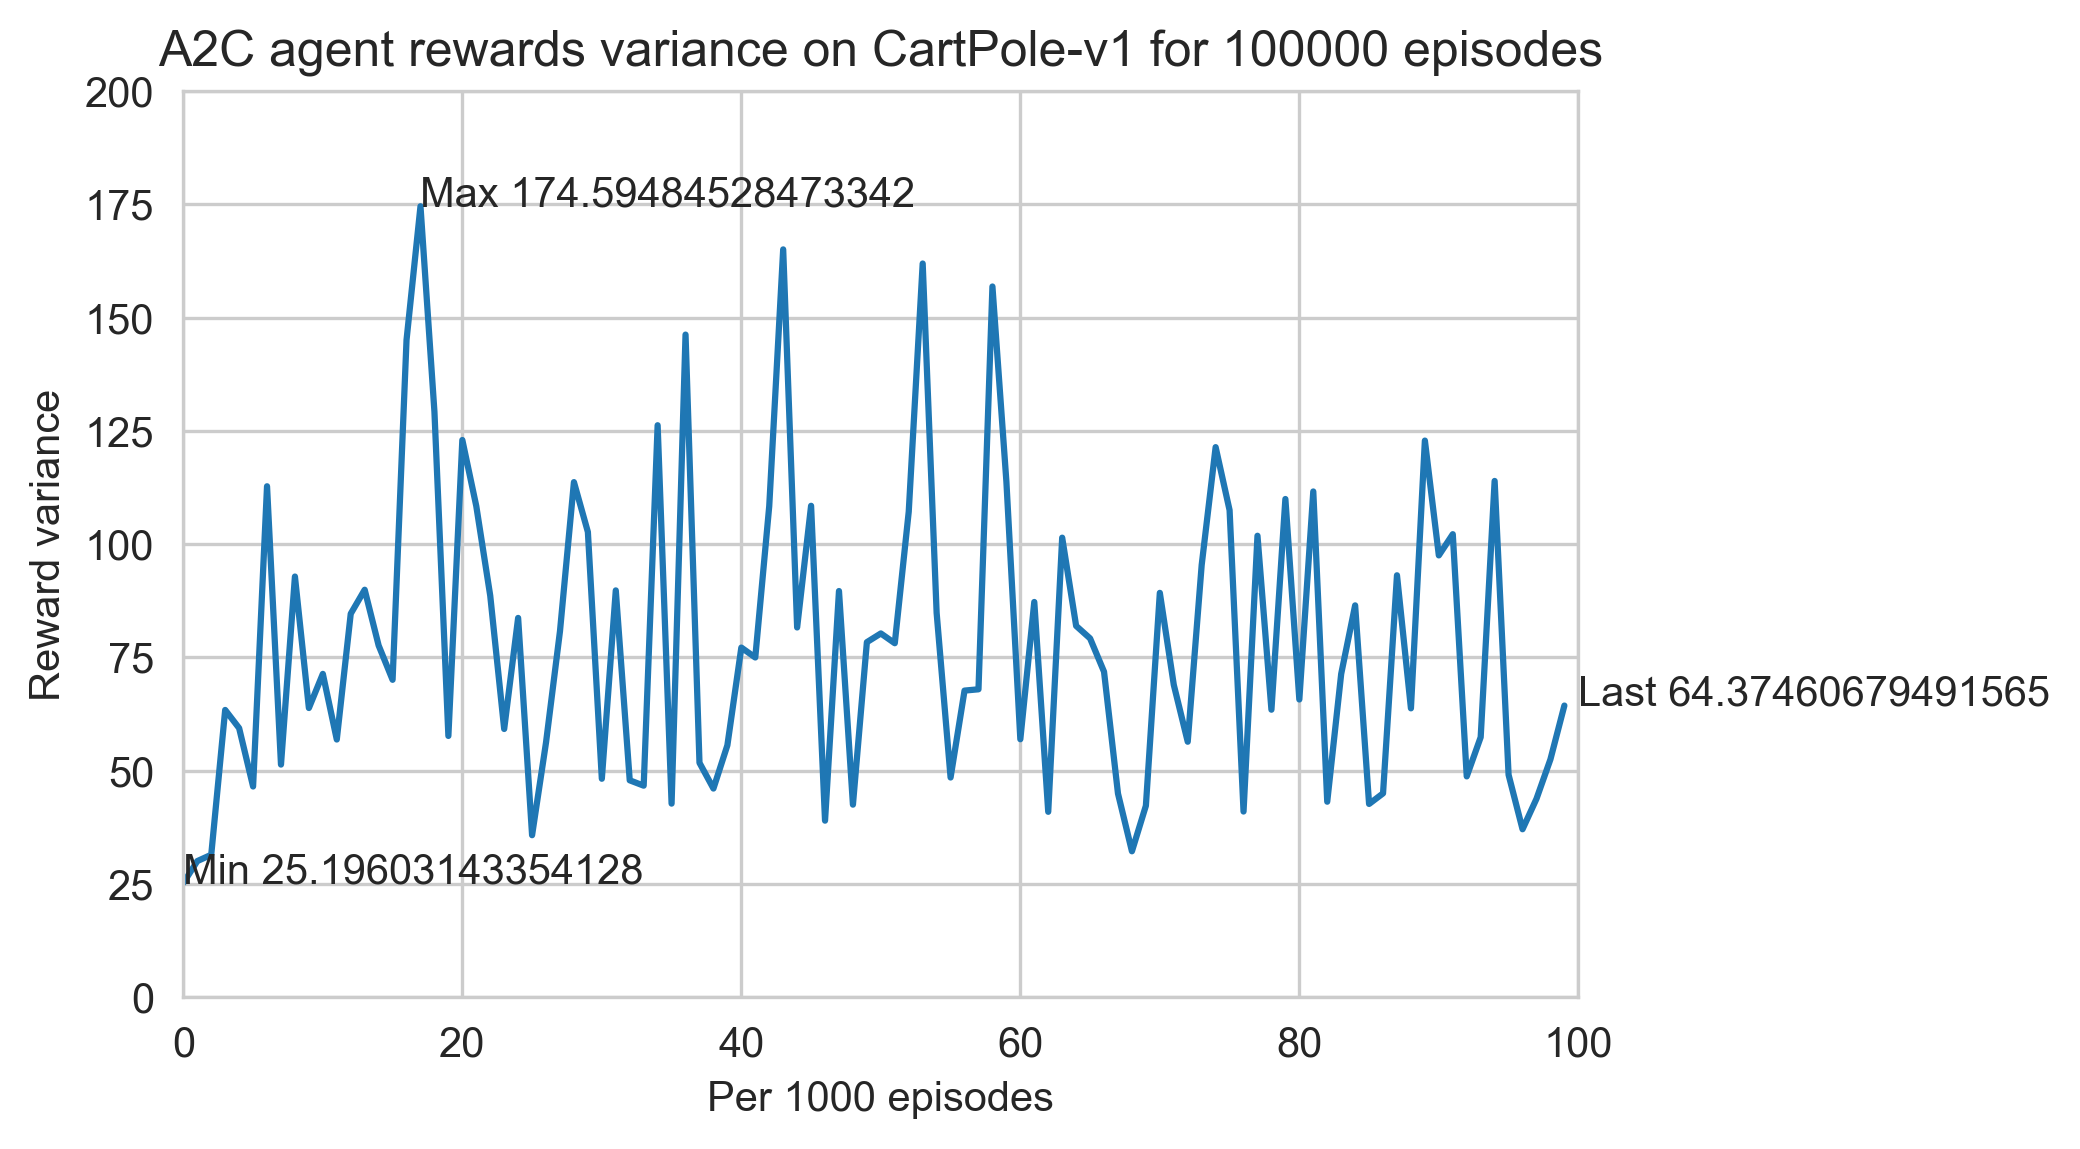 A2C agent rewards variance on CartPole-v1 for 100000 episodes
200
175
150
125
100
75
50
25
0
Reward variance
Max 174.59484528473342
Min 25.19603143354128
Last 64.37460679491565
0 20 40 60 80 100
Per 1000 episodes